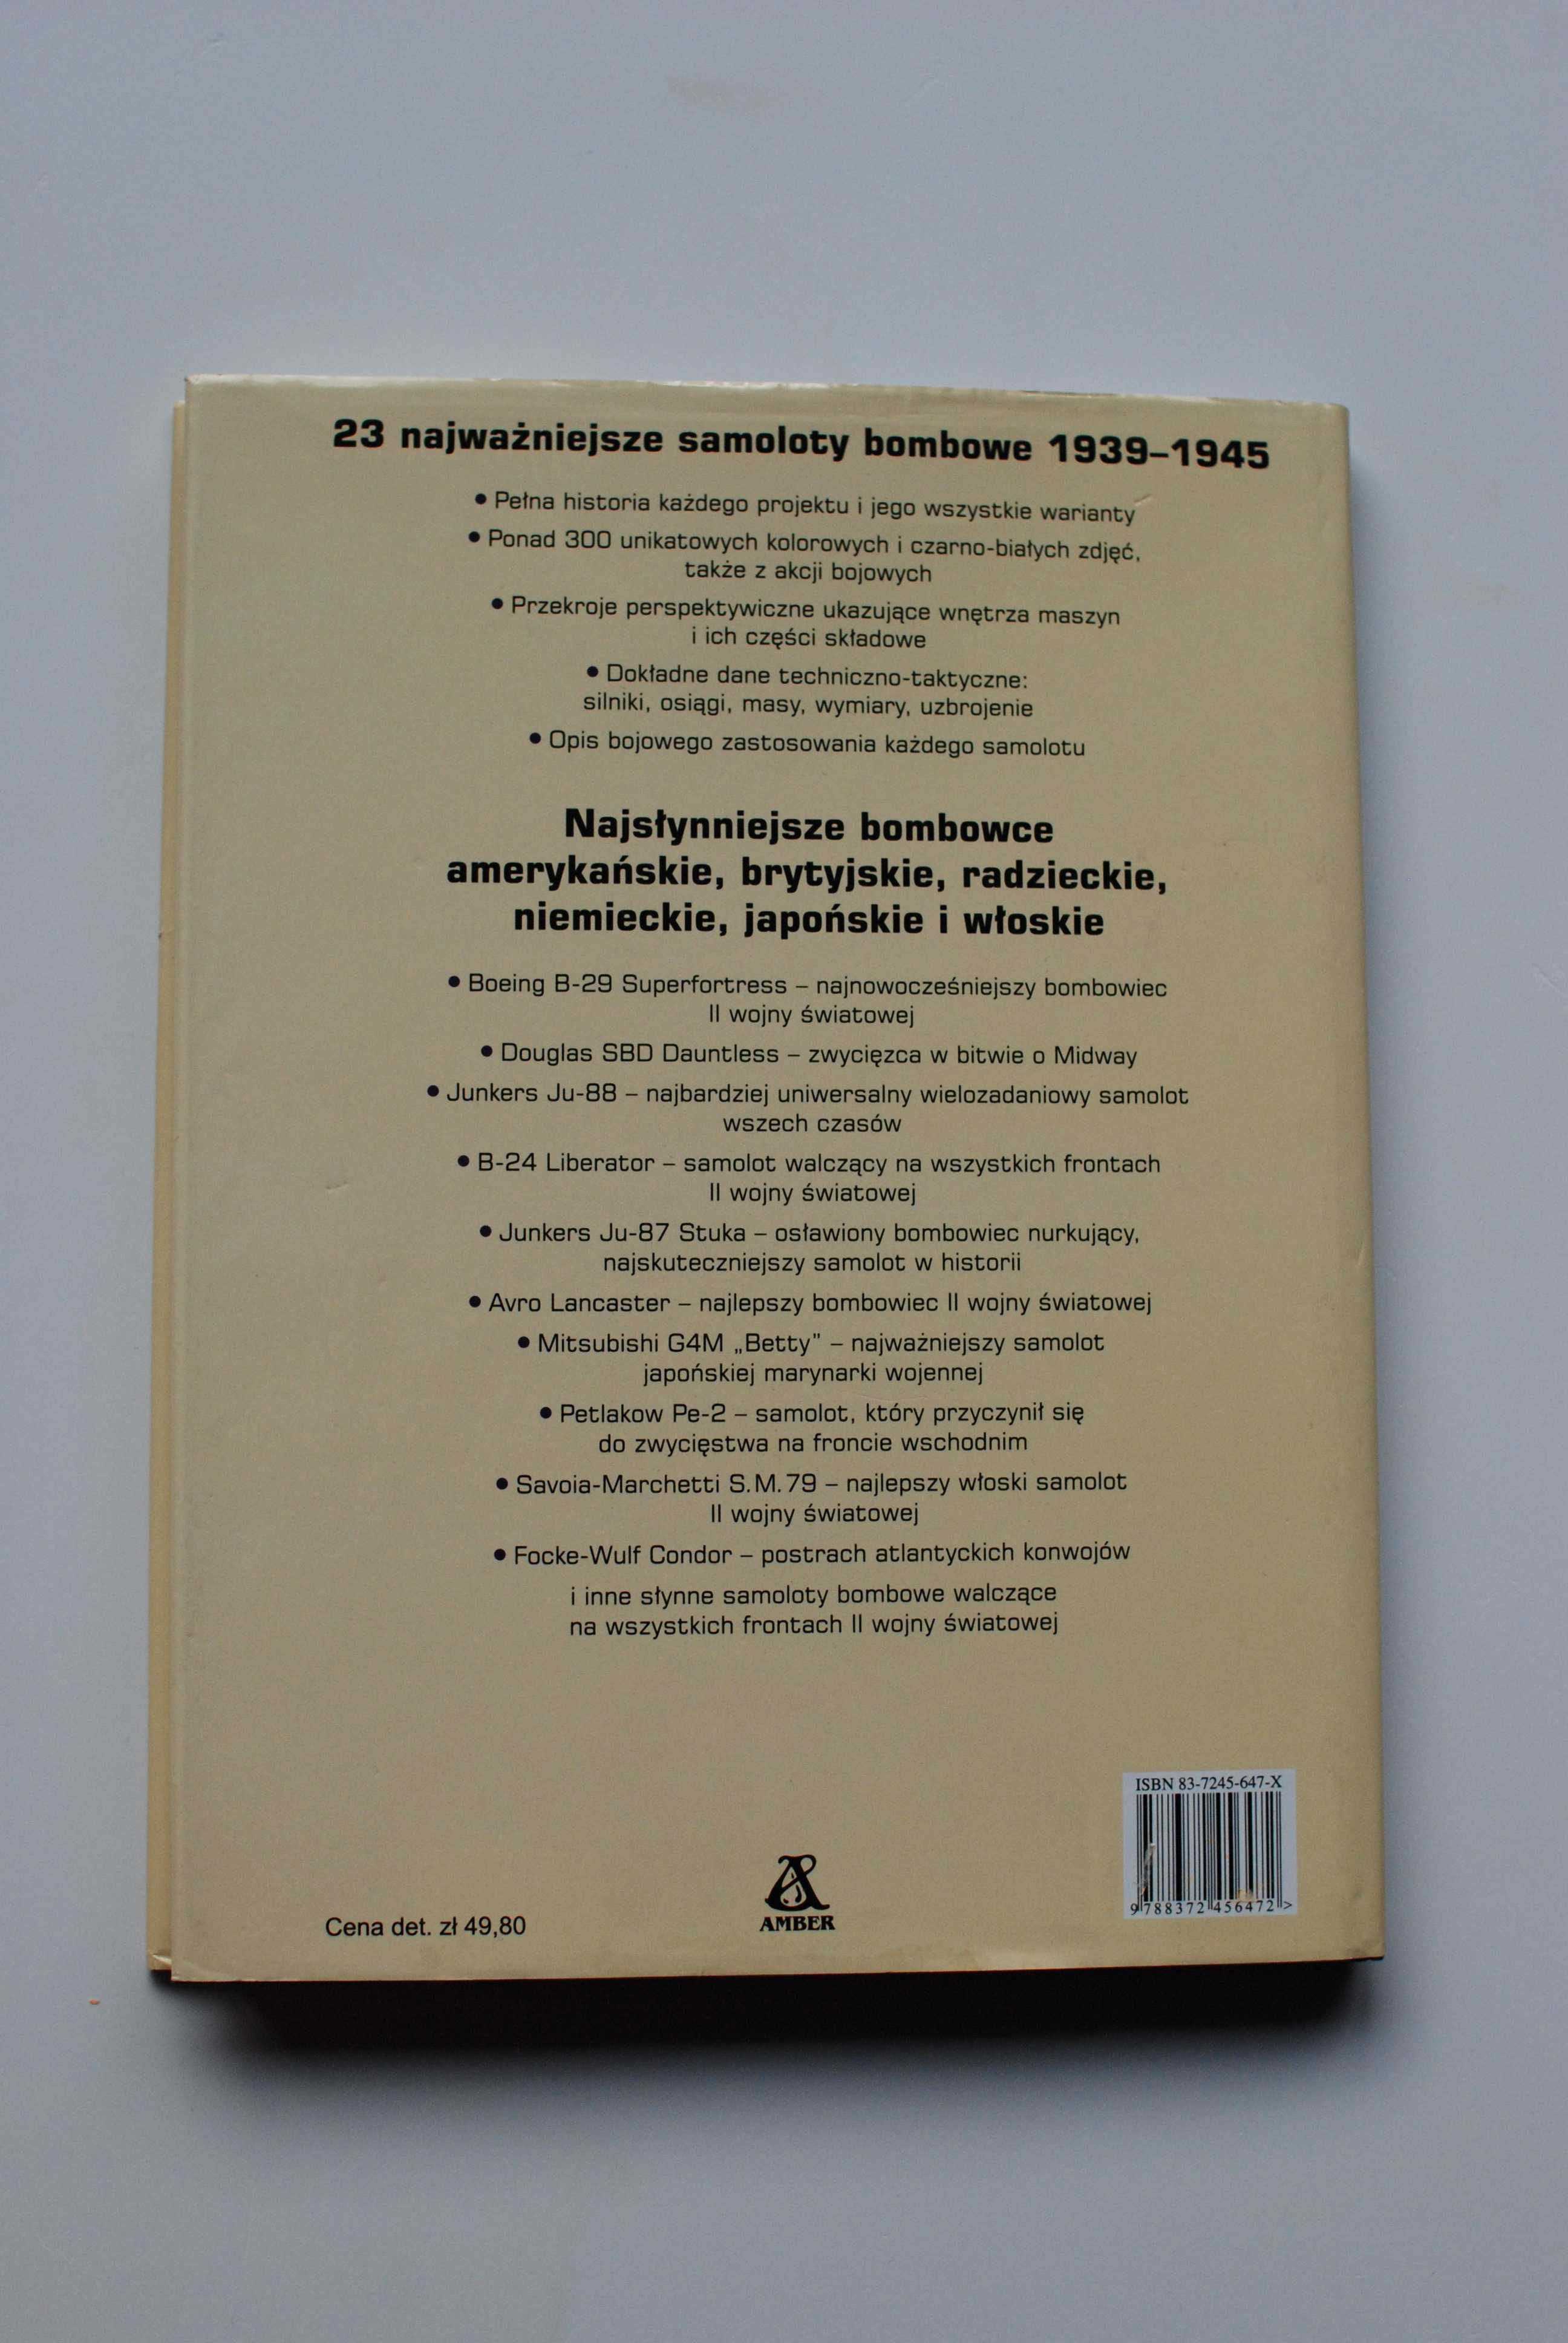 23 najważniejsze samoloty bombowe 1939–1945
• Pełna historia każdego projektu i jego wszystkie warianty
• Ponad 300 unikatowych kolorowych i czarno-białych zdjęć,
także z akcji bojowych
• Przekroje perspektywiczne ukazujące wnętrza maszyn
i ich części składowe
• Dokładne dane techniczno-taktyczne:
silniki, osiągi, masy, wymiary, uzbrojenie
• Opis bojowego zastosowania każdego samolotu
Najsłynniejsze bombowce
amerykańskie, brytyjskie, radzieckie,
niemieckie, japońskie i włoskie
• Boeing B-29 Superfortress – najnowocześniejszy bombowiec
II wojny światowej
• Douglas SBD Dauntless – zwycięzca w bitwie o Midway
• Junkers Ju-88 – najbardziej uniwersalny wielozadaniowy samolot
wszech czasów
• B-24 Liberator – samolot walczący na wszystkich frontach
II wojny światowej
• Junkers Ju-87 Stuka – osławiony bombowiec nurkujący,
najskuteczniejszy samolot w historii
• Avro Lancaster – najlepszy bombowiec II wojny światowej
• Mitsubishi G4M „Betty" – najważniejszy samolot
japońskiej marynarki wojennej
• Petlakow Pe-2 – samolot, który przyczynił się
do zwycięstwa na froncie wschodnim
• Savoia-Marchetti S.M.79 – najlepszy włoski samolot
II wojny światowej
• Focke-Wulf Condor – postrach atlantyckich konwojów
i inne słynne samoloty bombowe walczące
na wszystkich frontach II wojny światowej
ISBN 83-7245-647-X
9 788372 456472 >
AMBER
Cena det. zł 49,80